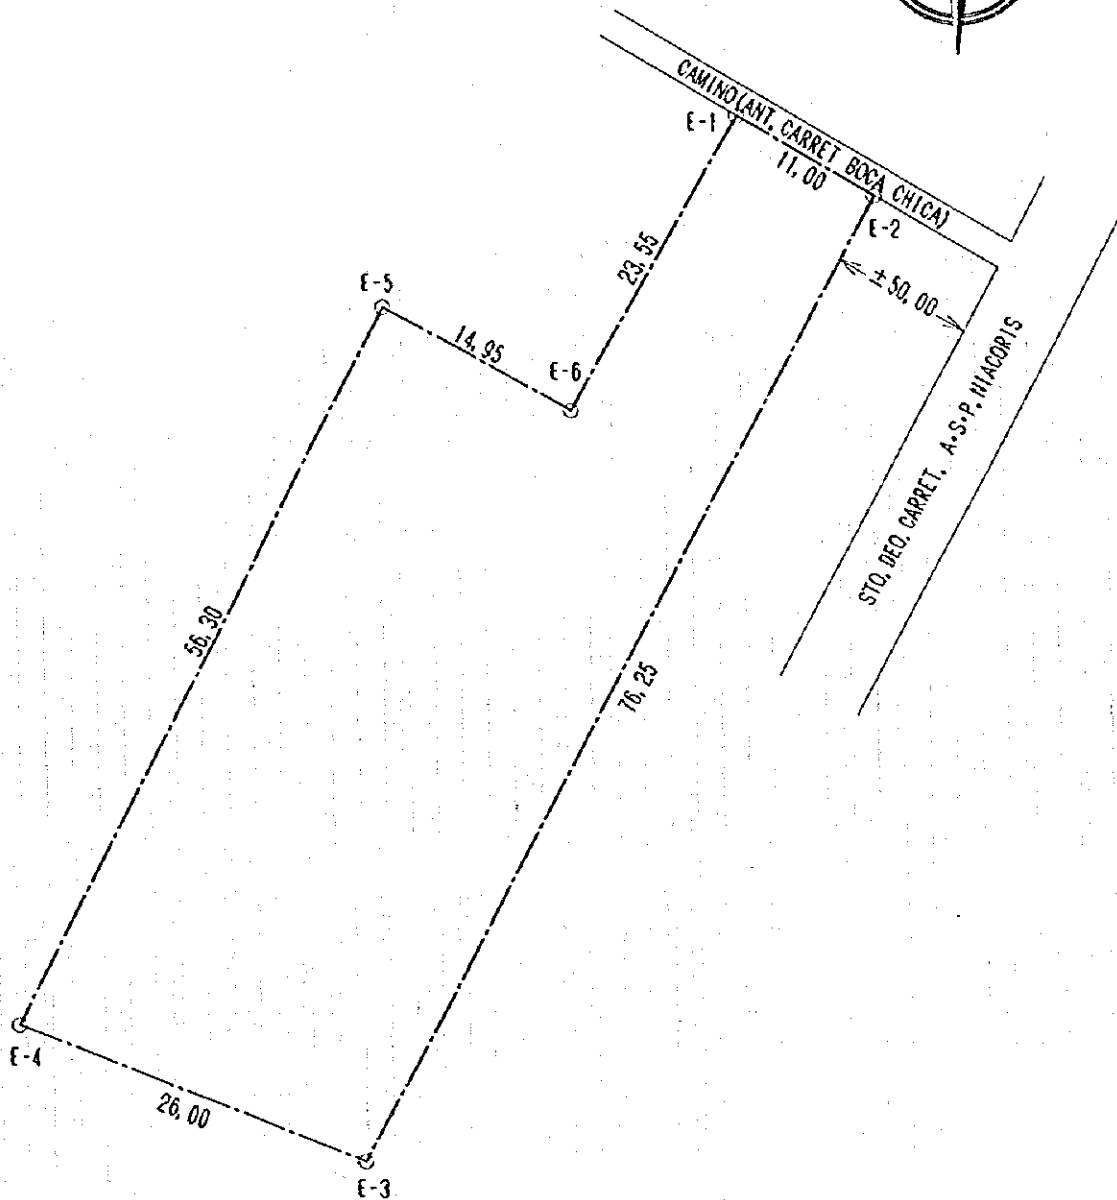 CAMINO (ANT. CARRET BOCA CHICA)
E-1
11,00
E-2
23,55
±50,00
E-5
14,95
E-6
STO. DEO. CARRET. A.S.P. MACORIS
56,30
76,25
E-4
26,00
E-3